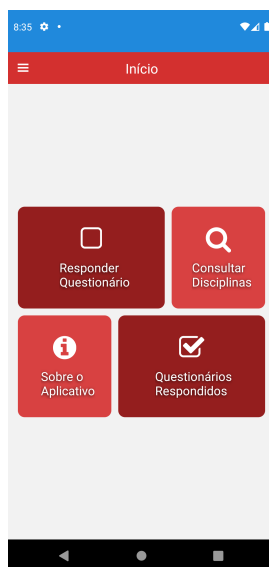 8:35
Início
Responder
Questionário
Consultar
Disciplinas
Sobre o
Aplicativo
Questionários
Respondidos